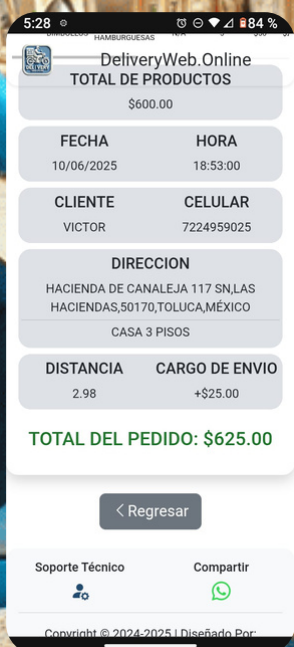 5:28
84 %
HAMBURGUESAS
DeliveryWeb.Online
TOTAL DE PRODUCTOS
$600.00
FECHA HORA
10/06/2025 18:53:00
CLIENTE CELULAR
VICTOR 7224959025
DIRECCION
HACIENDA DE CANALEJA 117 SN,LAS
HACIENDAS,50170,TOLUCA,MÉXICO
CASA 3 PISOS
DISTANCIA CARGO DE ENVIO
2.98 +$25.00
TOTAL DEL PEDIDO: $625.00
Regresar
Soporte Técnico Compartir
Copyright © 2024-2025 | Diseñado Por: